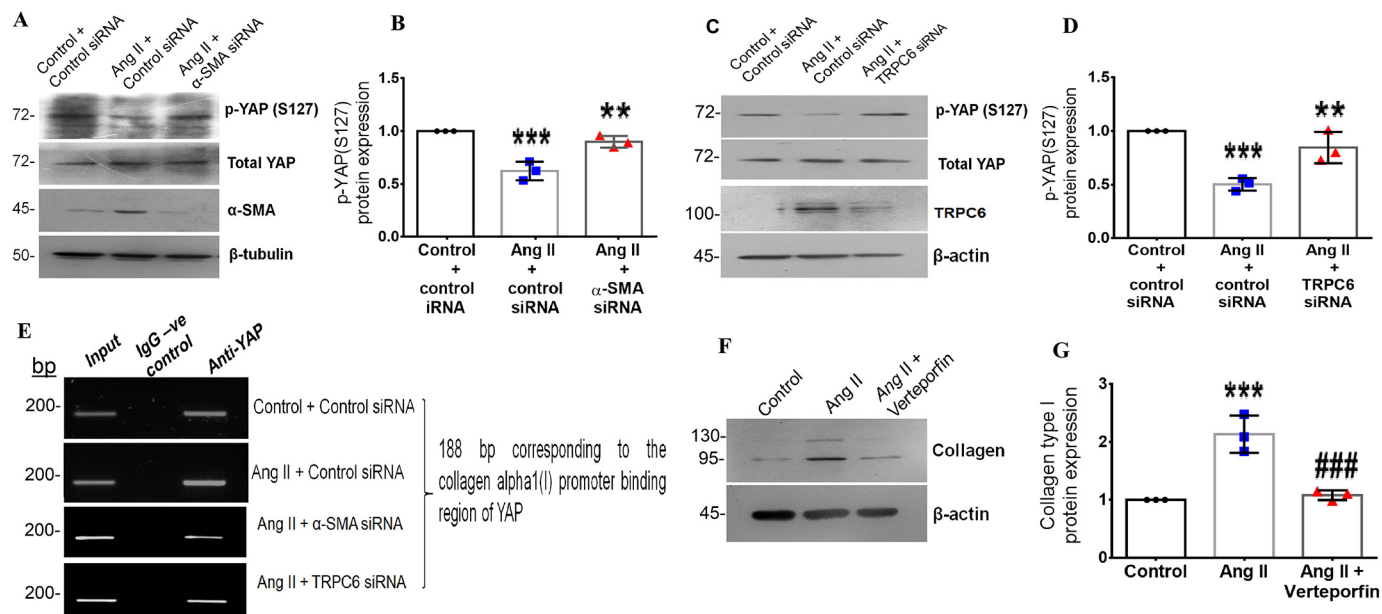 A
Control +
Control siRNA
Ang II +
Control siRNA
Ang II +
α-SMA siRNA
72-
p-YAP (S127)
72-
Total YAP
45-
α-SMA
50-
β-tubulin
B
p-YAP(S127)
protein expression
1.5
1.0
0.5
0.0
***
**
Control
+
control
iRNA
Ang II
+
control
siRNA
Ang II
+
α-SMA
siRNA
C
Control +
Control siRNA
Ang II +
Control siRNA
Ang II +
TRPC6 siRNA
72-
p-YAP (S127)
72-
Total YAP
100-
TRPC6
45-
β-actin
D
p-YAP(S127)
protein expression
1.5
1.0
0.5
0.0
***
**
Control
+
control
siRNA
Ang II
+
control
siRNA
Ang II
+
TRPC6
siRNA
E
bp
Input
IgG –ve
control
Anti-YAP
200-
Control + Control siRNA
200-
Ang II + Control siRNA
200-
Ang II + α-SMA siRNA
200-
Ang II + TRPC6 siRNA
188 bp corresponding to the
collagen alpha1(I) promoter binding
region of YAP
F
Control
Ang II
Ang II +
Verteporfin
130-
95-
Collagen
45-
β-actin
G
Collagen type I
protein expression
3
2
1
0
***
###
Control
Ang II
Ang II +
Verteporfin